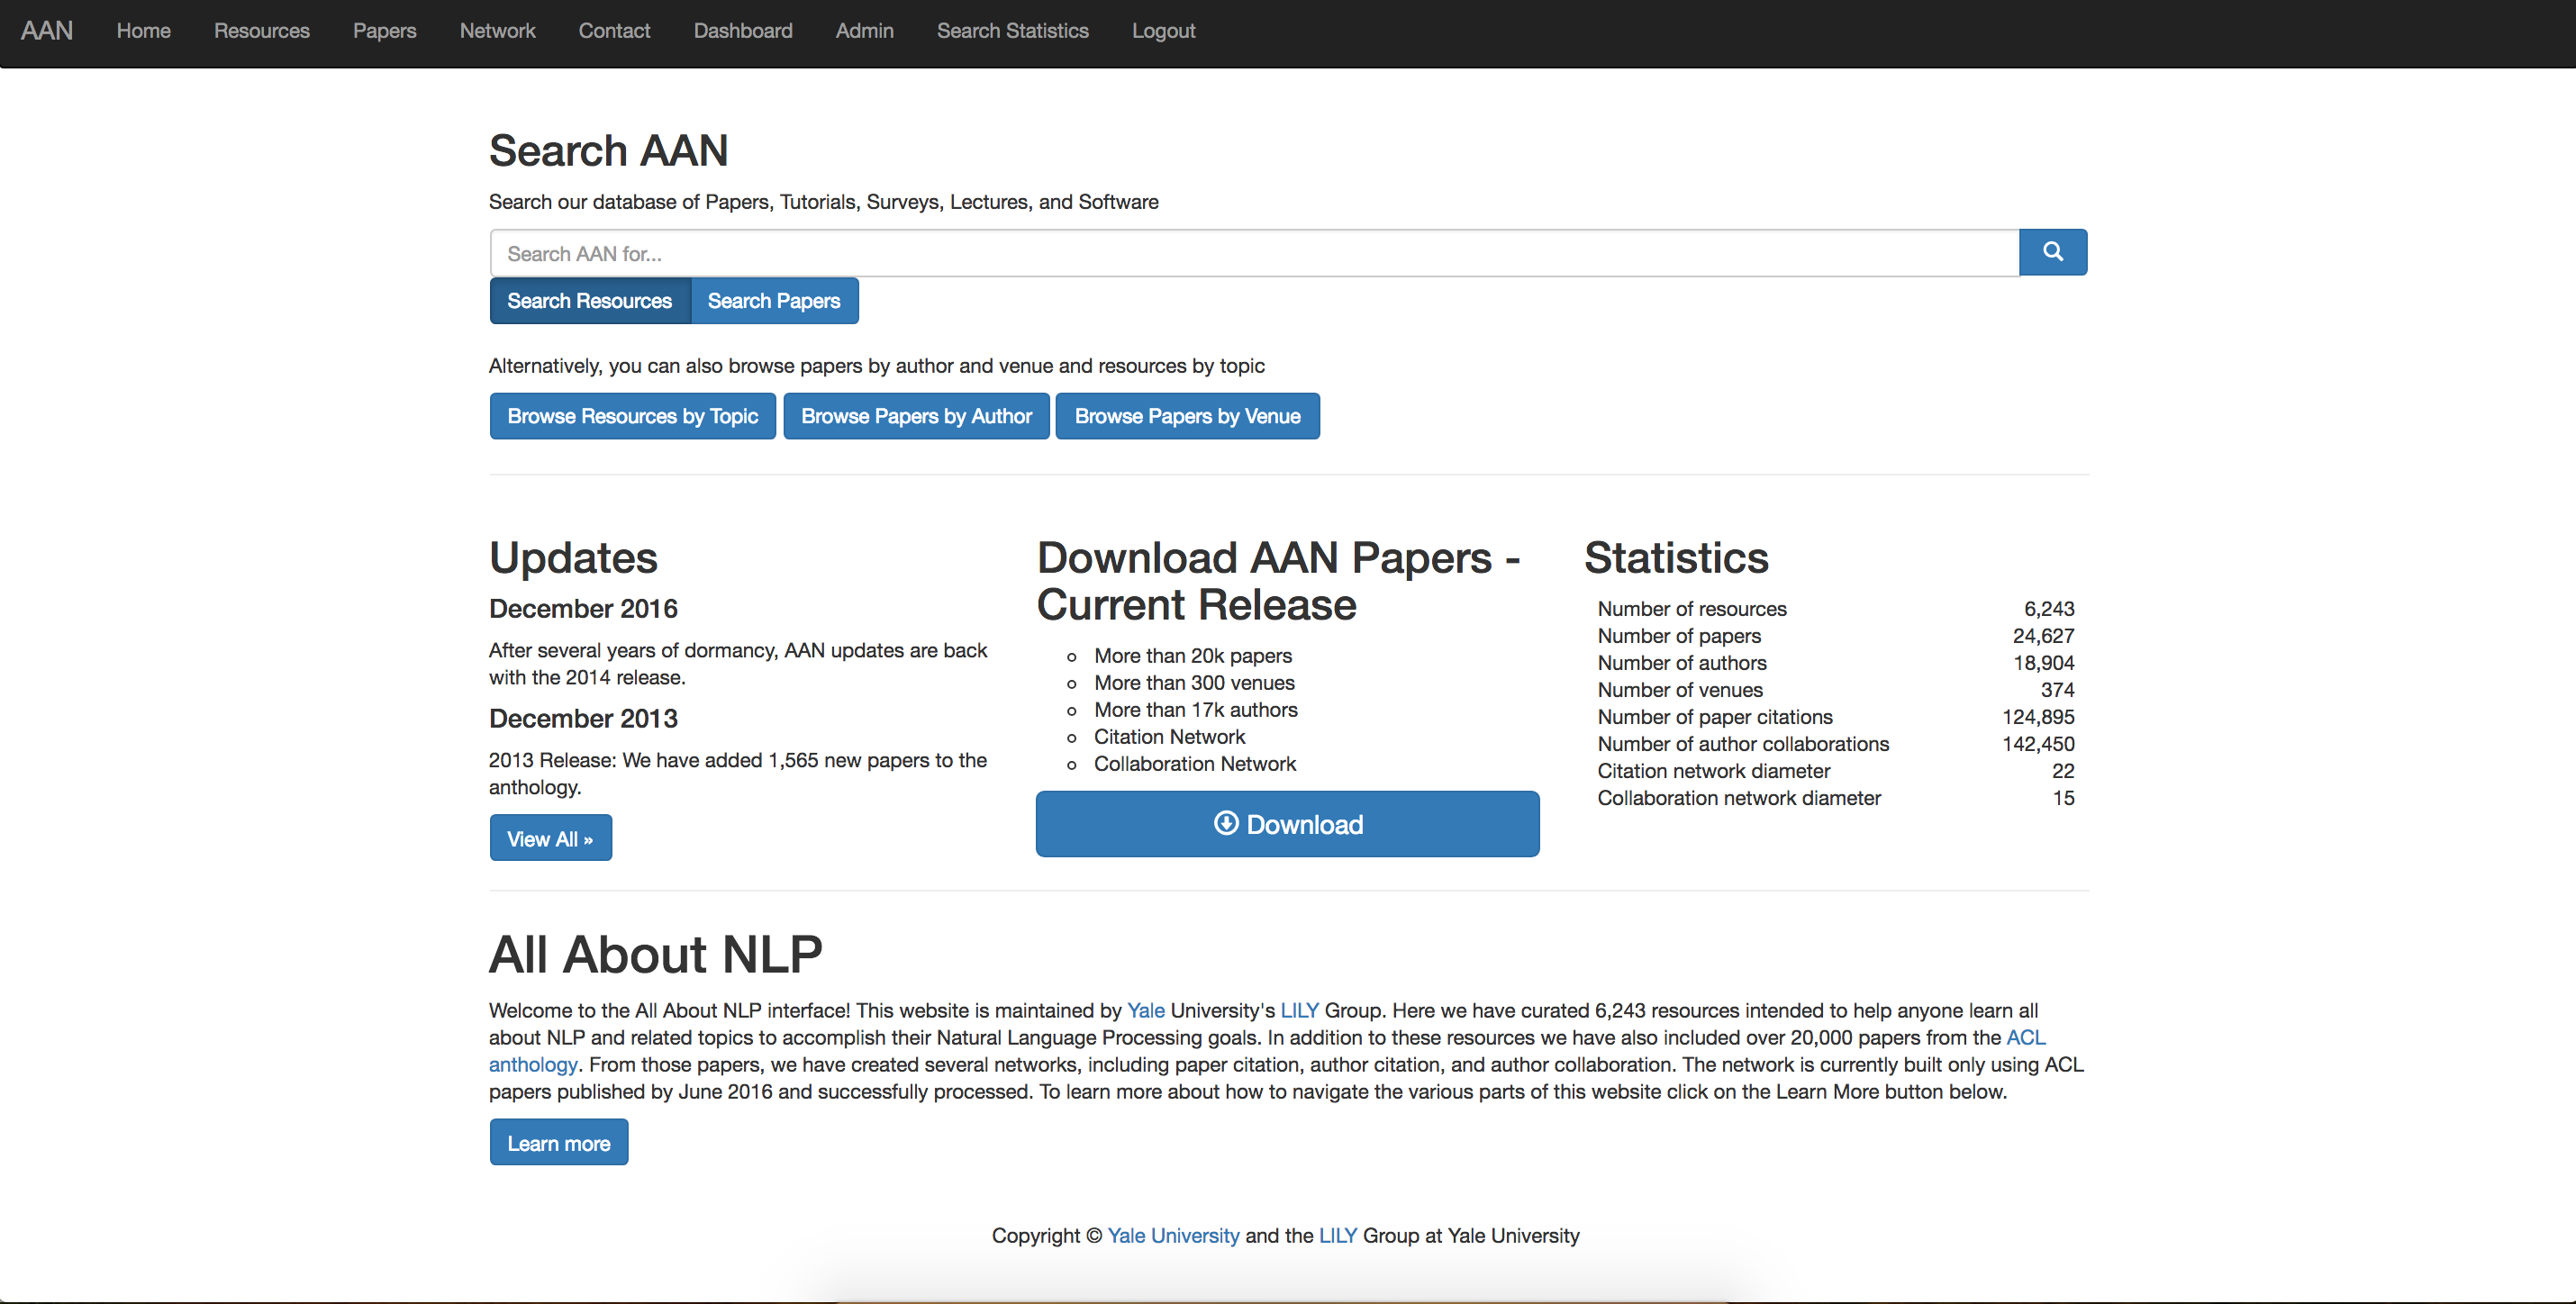 AAN Home Resources Papers Network Contact Dashboard Admin Search Statistics Logout
Search AAN
Search our database of Papers, Tutorials, Surveys, Lectures, and Software
Search AAN for...
Search Resources Search Papers
Alternatively, you can also browse papers by author and venue and resources by topic
Browse Resources by Topic Browse Papers by Author Browse Papers by Venue
Updates
December 2016
After several years of dormancy, AAN updates are back
with the 2014 release.
December 2013
2013 Release: We have added 1,565 new papers to the
anthology.
View All »
Download AAN Papers -
Current Release
More than 20k papers
More than 300 venues
More than 17k authors
Citation Network
Collaboration Network
Download
Statistics
Number of resources 6,243
Number of papers 24,627
Number of authors 18,904
Number of venues 374
Number of paper citations 124,895
Number of author collaborations 142,450
Citation network diameter 22
Collaboration network diameter 15
All About NLP
Welcome to the All About NLP interface! This website is maintained by Yale University's LILY Group. Here we have curated 6,243 resources intended to help anyone learn all
about NLP and related topics to accomplish their Natural Language Processing goals. In addition to these resources we have also included over 20,000 papers from the ACL
anthology. From those papers, we have created several networks, including paper citation, author citation, and author collaboration. The network is currently built only using ACL
papers published by June 2016 and successfully processed. To learn more about how to navigate the various parts of this website click on the Learn More button below.
Learn more
Copyright © Yale University and the LILY Group at Yale University